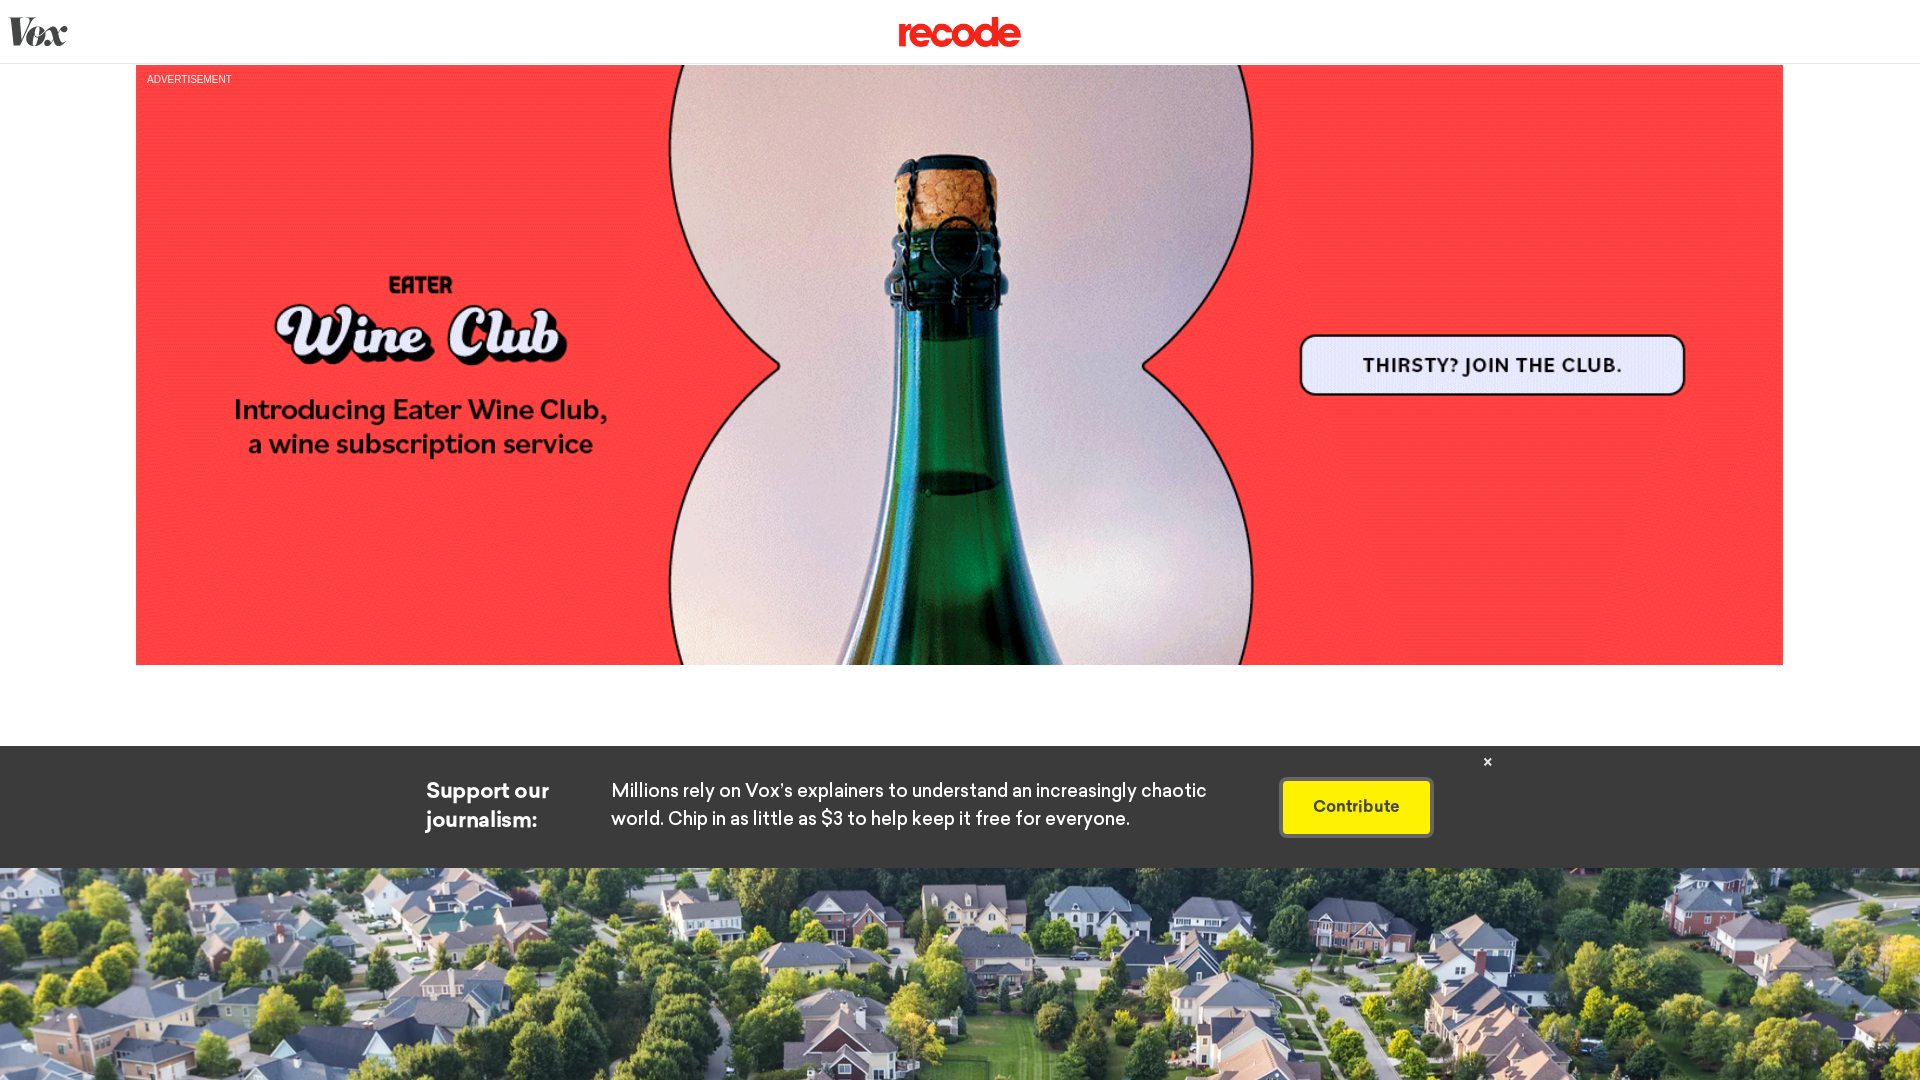 Vox
recode
ADVERTISEMENT
EATER
Wine Club
Introducing Eater Wine Club,
a wine subscription service
THIRSTY? JOIN THE CLUB.
×
Support our
journalism:
Millions rely on Vox’s explainers to understand an increasingly chaotic
world. Chip in as little as $3 to help keep it free for everyone.
Contribute